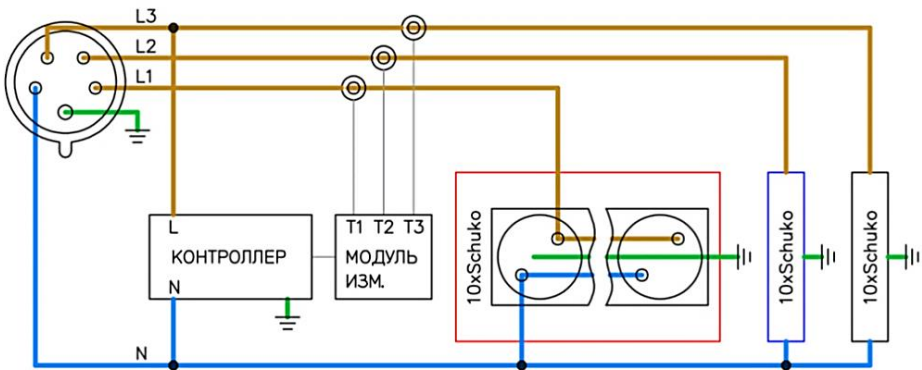 L3
L2
L1
L
КОНТРОЛЛЕР
N
T1 T2 T3
МОДУЛЬ
ИЗМ.
10xSchuko
10xSchuko
10xSchuko
N